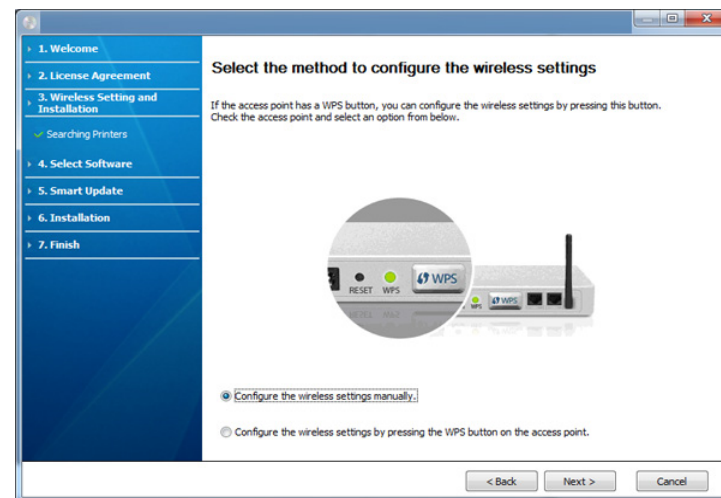 1. Welcome
2. License Agreement
3. Wireless Setting and
Installation
Searching Printers
4. Select Software
5. Smart Update
6. Installation
7. Finish
Select the method to configure the wireless settings
If the access point has a WPS button, you can configure the wireless settings by pressing this button.
Check the access point and select an option from below.
RESET WPS WPS
WPS WPS
Configure the wireless settings manually.
Configure the wireless settings by pressing the WPS button on the access point.
< Back Next > Cancel